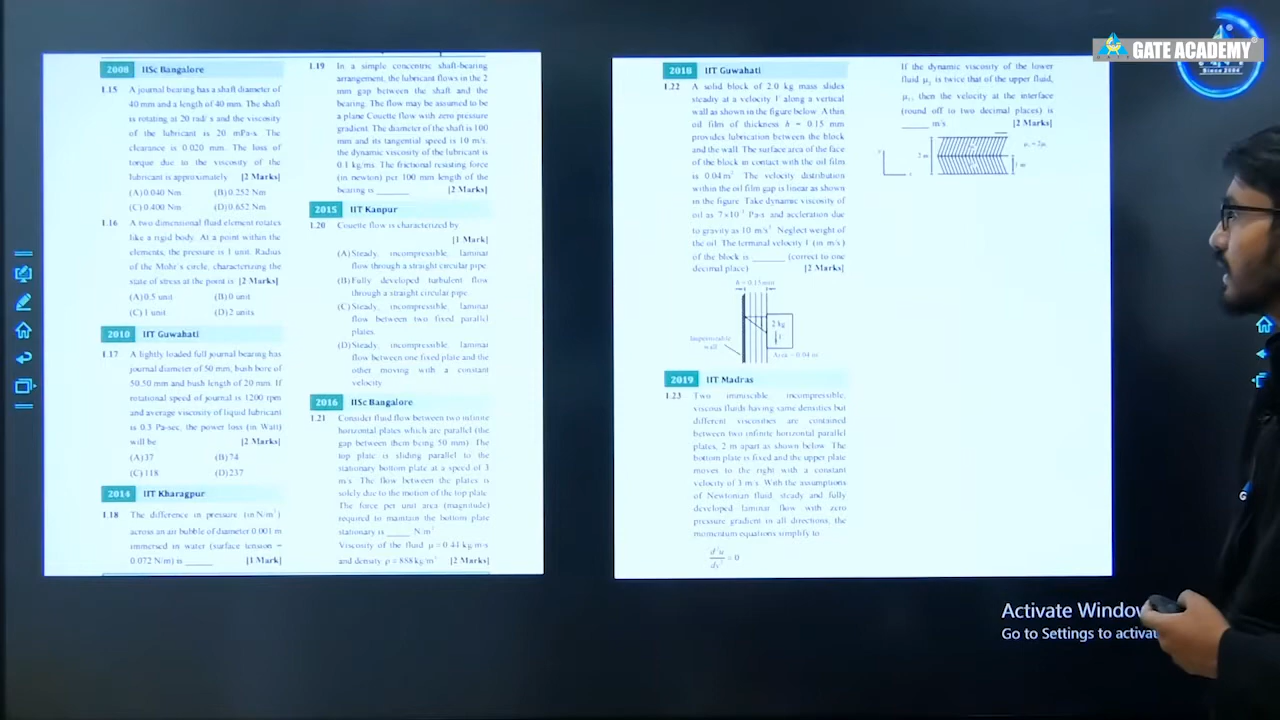 2008 IISc Bangalore
1.15 A journal bearing has a shaft diameter of
40 mm and a length of 40 mm. The shaft
is rotating at 20 rad/s and the viscosity
of the lubricant is 20 mPa-s. The
clearance is 0.020 mm. The loss of
torque due to the viscosity of the
lubricant is approximately [2 Marks]
(A) 0.040 Nm (B) 0.252 Nm
(C) 0.400 Nm (D) 0.652 Nm
1.16 A two dimensional fluid element rotates
like a rigid body. At a point within the
elements, the pressure is 1 unit. Radius
of the Mohr's circle, characterizing the
state of stress at the point is [2 Marks]
(A) 0.5 unit (B) 0 unit
(C) 1 unit (D) 2 units
2010 IIT Guwahati
1.17 A lightly loaded full journal bearing has
journal diameter of 50 mm, bush bore of
50.50 mm and bush length of 20 mm. If
rotational speed of journal is 1200 rpm
and average viscosity of liquid lubricant
is 0.3 Pa-sec, the power loss (in Watt)
will be [2 Marks]
(A) 37 (B) 74
(C) 118 (D) 237
2014 IIT Kharagpur
1.18 The difference in pressure (in N/m²)
across an air bubble of diameter 0.001 m
immersed in water (surface tension =
0.072 N/m) is ______ [1 Mark]
1.19 In a simple concentric shaft-bearing
arrangement, the lubricant flows in the 2
mm gap between the shaft and the
bearing. The flow may be assumed to be
a plane Couette flow with zero pressure
gradient. The diameter of the shaft is 100
mm and its tangential speed is 10 m/s.
the dynamic viscosity of the lubricant is
0.1 kg/ms. The frictional resisting force
(in newton) per 100 mm length of the
bearing is ______ [2 Marks]
2015 IIT Kanpur
1.20 Couette flow is characterized by
[1 Mark]
(A) Steady, incompressible, laminar
flow through a straight circular pipe
(B) Fully developed turbulent flow
through a straight circular pipe
(C) Steady, incompressible, laminar
flow between two fixed parallel
plates.
(D) Steady, incompressible, laminar
flow between one fixed plate and the
other moving with a constant
velocity
2016 IISc Bangalore
1.21 Consider fluid flow between two infinite
horizontal plates which are parallel (the
gap between them being 50 mm). The
top plate is sliding parallel to the
stationary bottom plate at a speed of 3
m/s. The flow between the plates is
solely due to the motion of the top plate.
The force per unit area (magnitude)
required to maintain the bottom plate
stationary is ______ N/m²
Viscosity of the fluid μ = 0.44 kg/m-s
and density ρ = 888 kg/m³ [2 Marks]
2018 IIT Guwahati
1.22 A solid block of 2.0 kg mass slides
steadily at a velocity V along a vertical
wall as shown in the figure below. A thin
oil film of thickness h = 0.15 mm
provides lubrication between the block
and the wall. The surface area of the face
of the block in contact with the oil film
is 0.04 m². The velocity distribution
within the oil film gap is linear as shown
in the figure. Take dynamic viscosity of
oil as Pa-s and accleration due
to gravity as 10 m/s². Neglect weight of
the oil. The terminal velocity V (in m/s)
of the block is ______ (correct to one
decimal place) [2 Marks]
h = 0.15 mm
2 kg
Impermeable
wall
Area = 0.04 m
2019 IIT Madras
1.23 Two immiscible, incompressible,
viscous fluids having same densities but
different viscosities are contained
between two infinite horizontal parallel
plates, 2 m apart as shown below. The
bottom plate is fixed and the upper plate
moves to the right with a constant
velocity of 3 m/s. With the assumptions
of Newtonian fluid, steady and fully
developed laminar flow with zero
pressure gradient in all directions, the
momentum equations simplify to
d²u/dy² = 0
If the dynamic viscosity of the lower
fluid μ₂ is twice that of the upper fluid,
μ₁, then the velocity at the interface
(round off to two decimal places) is
______ m/s [2 Marks]
2 m
1 m
GATE ACADEMY
Since 2004
Activate Window
Go to Settings to activat